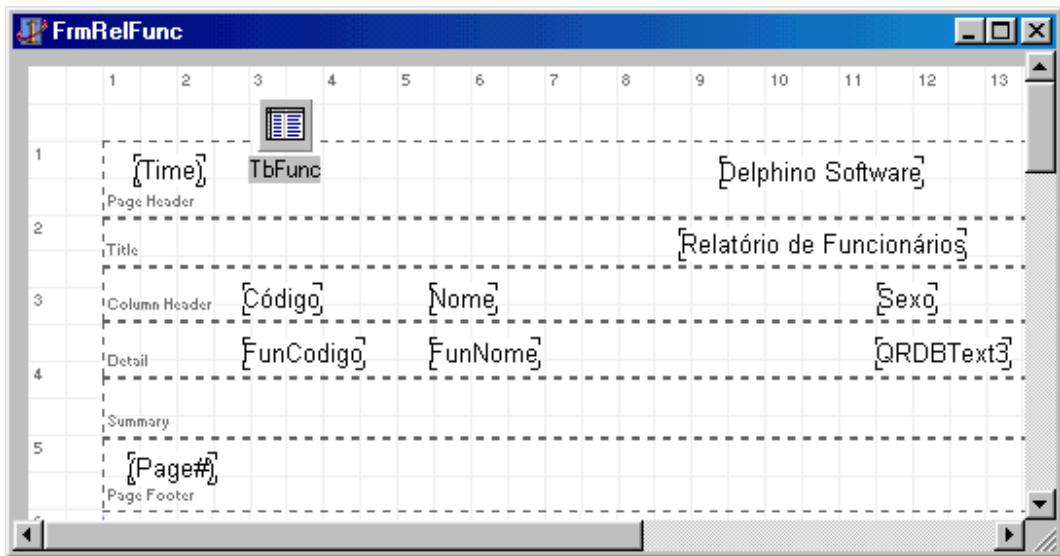 FrmRelFunc
1 2 3 4 5 6 7 8 9 10 11 12 13
1 (Time) TbFunc Delphino Software
Page Header
2 Relatório de Funcionários
Title
3 Column Header Código Nome Sexo
Detail FunCodigo FunNome QRDBText3
4
Summary
5 (Page#)
Page Footer